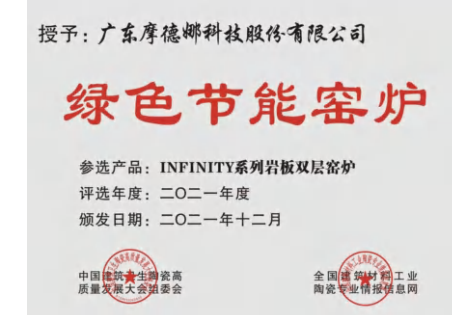 授予：广东摩德娜科技股份有限公司
绿色节能窑炉
参选产品：INFINITY系列岩板双层窑炉
评选年度：二〇二一年度
颁发日期：二〇二一年十二月
中国建筑卫生陶瓷高
质量发展大会组委会
全国建筑材料工业
陶瓷专业情报信息网